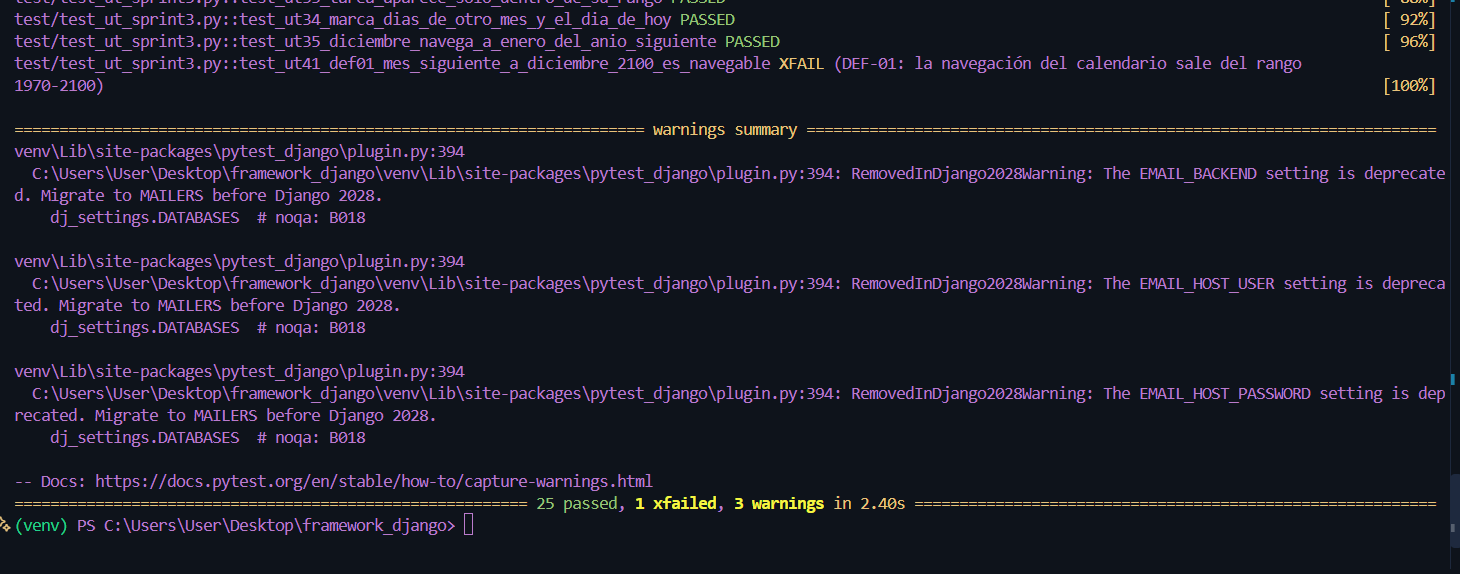 test/test_ut_sprint3.py::test_ut34_marca_dias_de_otro_mes_y_el_dia_de_hoy PASSED [ 92%]
test/test_ut_sprint3.py::test_ut35_diciembre_navega_a_enero_del_anio_siguiente PASSED [ 96%]
test/test_ut_sprint3.py::test_ut41_def01_mes_siguiente_a_diciembre_2100_es_navegable XFAIL (DEF-01: la navegación del calendario sale del rango
1970-2100) [100%]
=============================== warnings summary ===============================
venv\Lib\site-packages\pytest_django\plugin.py:394
C:\Users\User\Desktop\framework_django\venv\Lib\site-packages\pytest_django\plugin.py:394: RemovedInDjango2028Warning: The EMAIL_BACKEND setting is deprecate
d. Migrate to MAILERS before Django 2028.
dj_settings.DATABASES  # noqa: B018
venv\Lib\site-packages\pytest_django\plugin.py:394
C:\Users\User\Desktop\framework_django\venv\Lib\site-packages\pytest_django\plugin.py:394: RemovedInDjango2028Warning: The EMAIL_HOST_USER setting is depreca
ted. Migrate to MAILERS before Django 2028.
dj_settings.DATABASES  # noqa: B018
venv\Lib\site-packages\pytest_django\plugin.py:394
C:\Users\User\Desktop\framework_django\venv\Lib\site-packages\pytest_django\plugin.py:394: RemovedInDjango2028Warning: The EMAIL_HOST_PASSWORD setting is dep
recated. Migrate to MAILERS before Django 2028.
dj_settings.DATABASES  # noqa: B018
-- Docs: https://docs.pytest.org/en/stable/how-to/capture-warnings.html
=============================== 25 passed, 1 xfailed, 3 warnings in 2.40s ===============================
(venv) PS C:\Users\User\Desktop\framework_django>